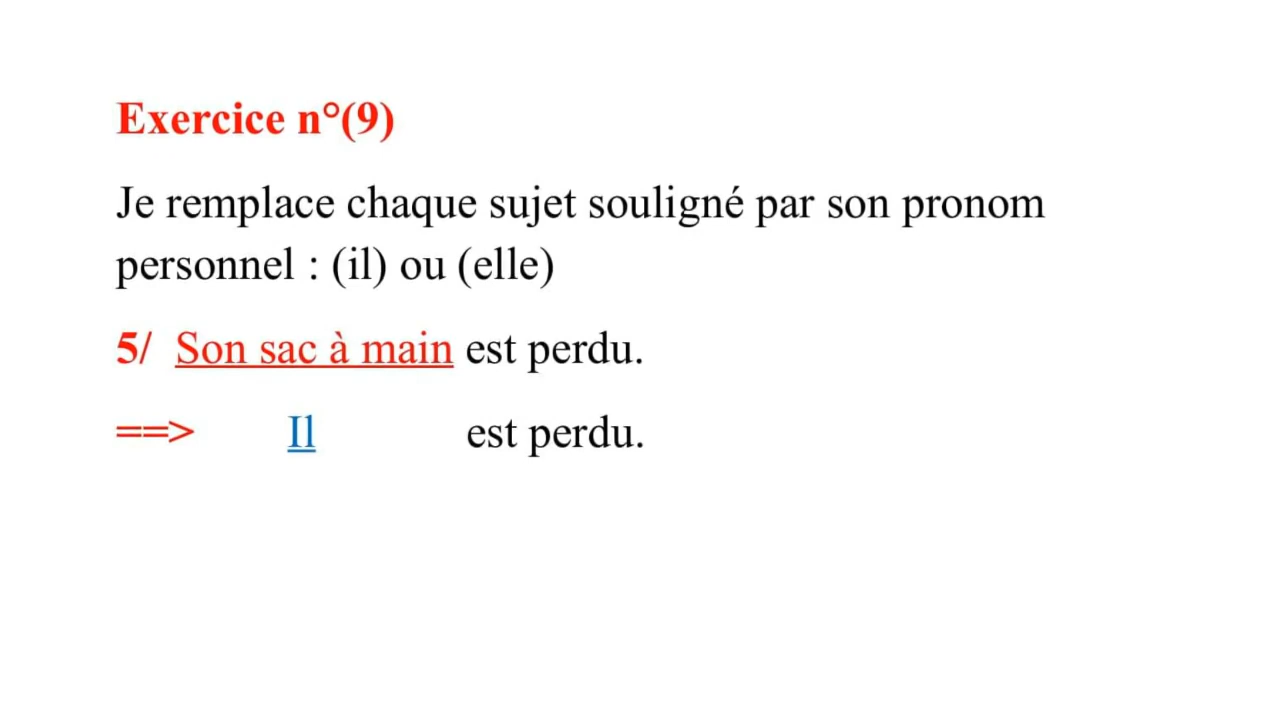 Exercice n°(9)
Je remplace chaque sujet souligné par son pronom
personnel : (il) ou (elle)
5/ Son sac à main est perdu.
==> Il est perdu.